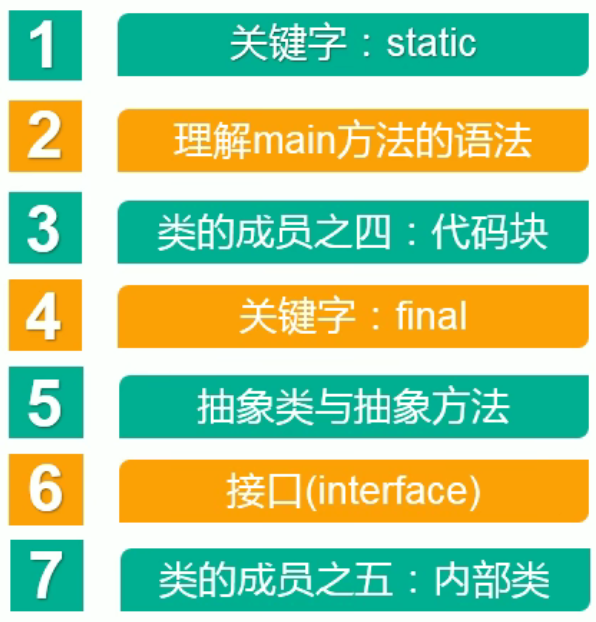 1 关键字：static
2 理解main方法的语法
3 类的成员之四：代码块
4 关键字：final
5 抽象类与抽象方法
6 接口(interface)
7 类的成员之五：内部类